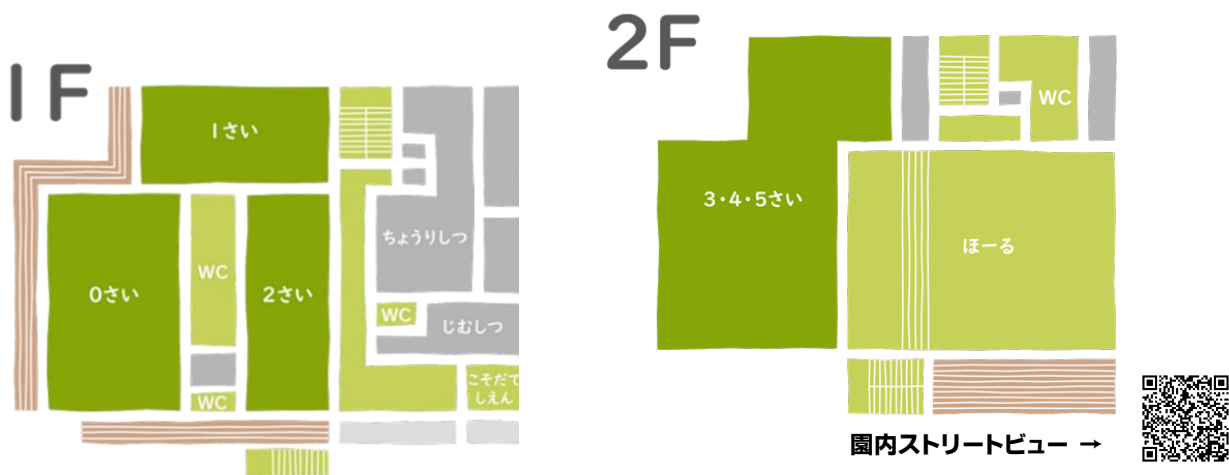 1F
1さい
0さい
WC
2さい
WC
ちょうりしつ
WC
じむしつ
こそだて
しえん
2F
WC
3・4・5さい
ほーる
園内ストリートビュー →